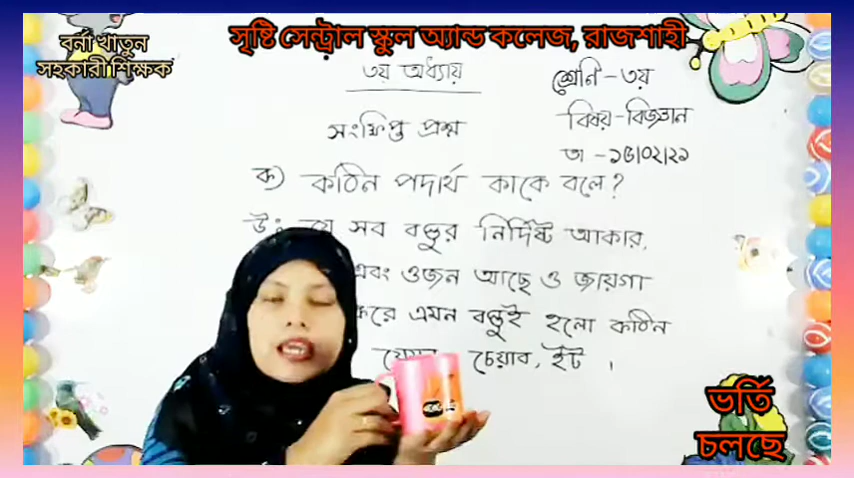 সৃষ্টি সেন্ট্রাল স্কুল অ্যান্ড কলেজ, রাজশাহী
বর্না খাতুন
সহকারী শিক্ষক
৩য় অধ্যায়
শ্রেণি - ৩য়
বিষয় - বিজ্ঞান
সংক্ষিপ্ত প্রশ্ন
তা - ১৬/০২/২১
ক) কঠিন পদার্থ কাকে বলে?
উঃ যে সব বস্তুর নির্দিষ্ট আকার,
এবং ওজন আছে ও জায়গা
করে এমন বস্তুই হলো কঠিন
চেয়ার, ইট ।
ভর্তি
চলছে